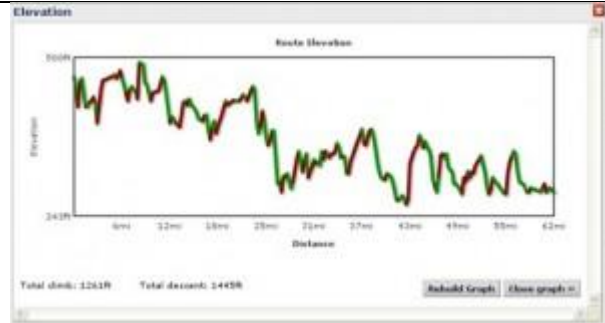 Elevation
Route Elevation
560ft
Elevation
243ft
6mi 12mi 18mi 25mi 31mi 37mi 43mi 49mi 55mi 62mi
Distance
Total climb: 1261ft Total descent: 1445ft Rebuild Graph Close graph